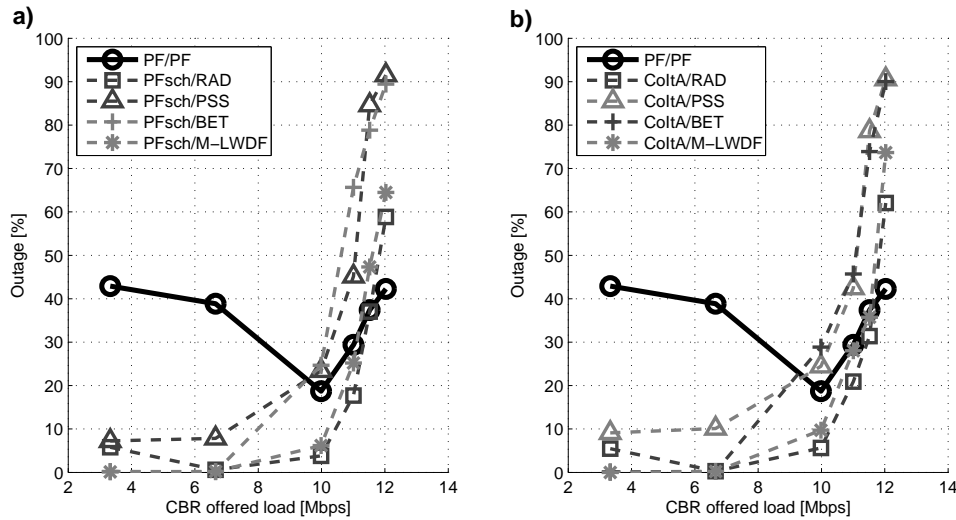 a)
100
90
80
70
60
50
40
30
20
10
0
Outage [%]
PF/PF
PFsch/RAD
PFsch/PSS
PFsch/BET
PFsch/M−LWDF
2 4 6 8 10 12 14
CBR offered load [Mbps]
b)
100
90
80
70
60
50
40
30
20
10
0
Outage [%]
PF/PF
CoItA/RAD
CoItA/PSS
CoItA/BET
CoItA/M−LWDF
2 4 6 8 10 12 14
CBR offered load [Mbps]